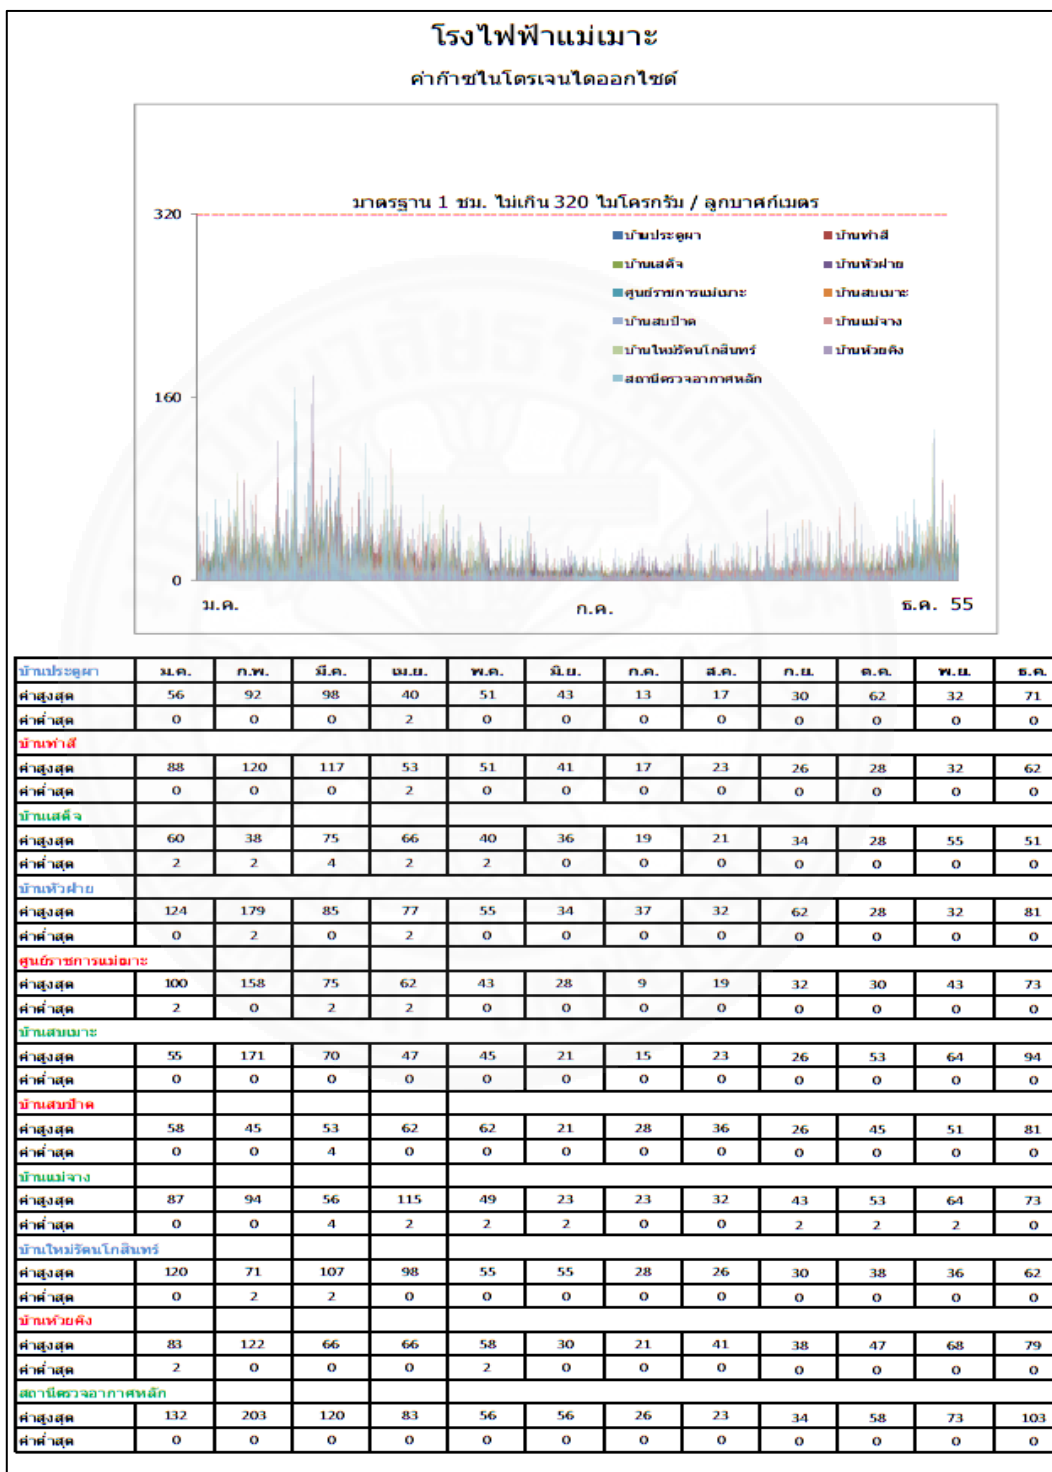 โรงไฟฟ้าแม่เมาะ
ค่าก๊าซไนโตรเจนไดออกไซด์
มาตรฐาน 1 ชม. ไม่เกิน 320 ไมโครกรัม / ลูกบาศก์เมตร
320
บ้านประตูผา บ้านท่าสี
บ้านเสด็จ บ้านหัวฝาย
ศูนย์ราชการแม่เมาะ บ้านสบเมาะ
บ้านสบป้าด บ้านแม่จาง
บ้านใหม่รัตนโกสินทร์ บ้านห้วยคิง
สถานีตรวจอากาศหลัก
160
0
ม.ค. ก.ค. ธ.ค. 55
บ้านประตูผา ม.ค. ก.พ. มี.ค. เม.ย. พ.ค. มิ.ย. ก.ค. ส.ค. ก.ย. ต.ค. พ.ย. ธ.ค.
ค่าสูงสุด 56 92 98 40 51 43 13 17 30 62 32 71
ค่าต่ำสุด 0 0 0 2 0 0 0 0 0 0 0 0
บ้านท่าสี
ค่าสูงสุด 88 120 117 53 51 41 17 23 26 28 32 62
ค่าต่ำสุด 0 0 0 2 0 0 0 0 0 0 0 0
บ้านเสด็จ
ค่าสูงสุด 60 38 75 66 40 36 19 21 34 28 55 51
ค่าต่ำสุด 2 2 4 2 2 0 0 0 0 0 0 0
บ้านหัวฝาย
ค่าสูงสุด 124 179 85 77 55 34 37 32 62 28 32 81
ค่าต่ำสุด 0 2 0 2 0 0 0 0 0 0 0 0
ศูนย์ราชการแม่เมาะ
ค่าสูงสุด 100 158 75 62 43 28 9 19 32 30 43 73
ค่าต่ำสุด 2 0 2 2 0 0 0 0 0 0 0 0
บ้านสบเมาะ
ค่าสูงสุด 55 171 70 47 45 21 15 23 26 53 64 94
ค่าต่ำสุด 0 0 0 0 0 0 0 0 0 0 0 0
บ้านสบป้าด
ค่าสูงสุด 58 45 53 62 62 21 28 36 26 45 51 81
ค่าต่ำสุด 0 0 4 0 0 0 0 0 0 0 0 0
บ้านแม่จาง
ค่าสูงสุด 87 94 56 115 49 23 23 32 43 53 64 73
ค่าต่ำสุด 0 0 4 2 2 2 0 0 2 2 2 0
บ้านใหม่รัตนโกสินทร์
ค่าสูงสุด 120 71 107 98 55 55 28 26 30 38 36 62
ค่าต่ำสุด 0 2 2 0 0 0 0 0 0 0 0 0
บ้านห้วยคิง
ค่าสูงสุด 83 122 66 66 58 30 21 41 38 47 68 79
ค่าต่ำสุด 2 0 0 0 2 0 0 0 0 0 0 0
สถานีตรวจอากาศหลัก
ค่าสูงสุด 132 203 120 83 56 56 26 23 34 58 73 103
ค่าต่ำสุด 0 0 0 0 0 0 0 0 0 0 0 0